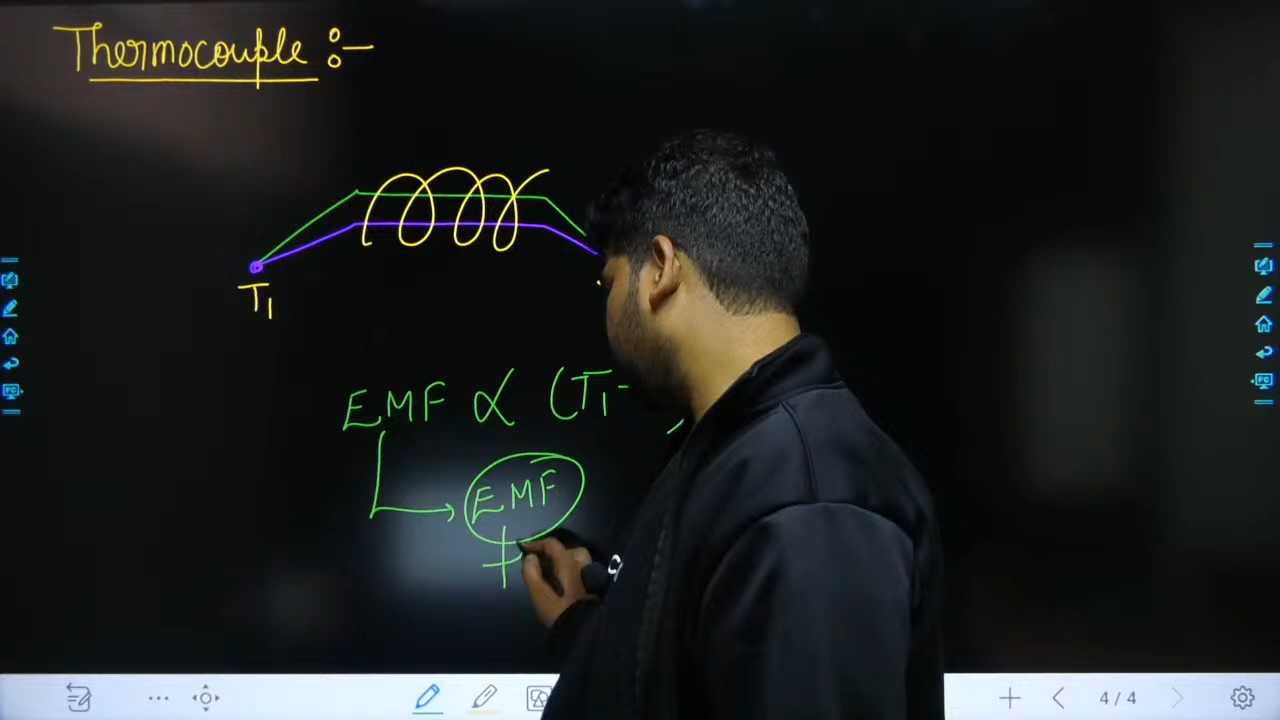 Thermocouple :-
T1
EMF ∝ (T1-
EMF
4/4